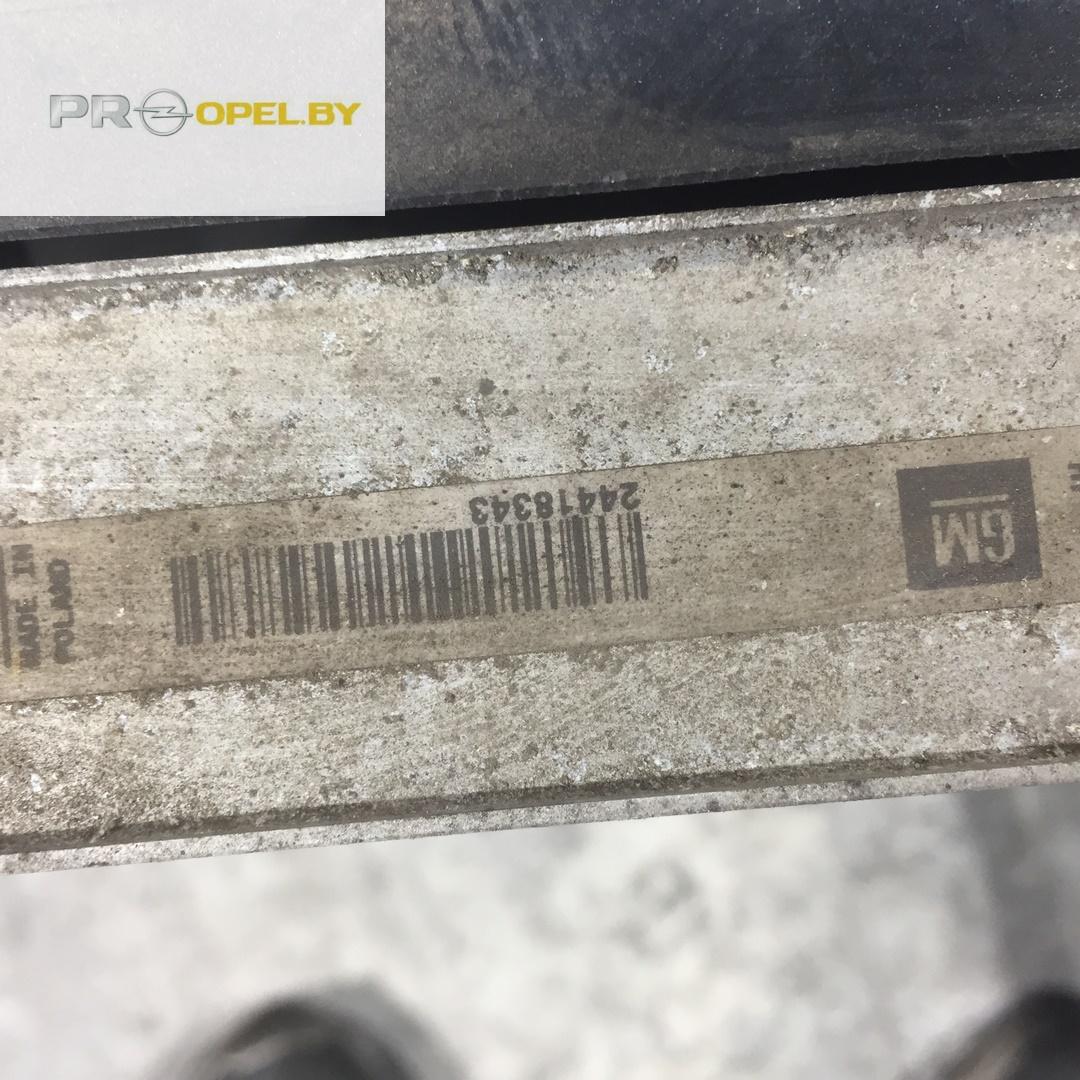 PROPEL.BY
24418343
GM
MADE IN
POLAND